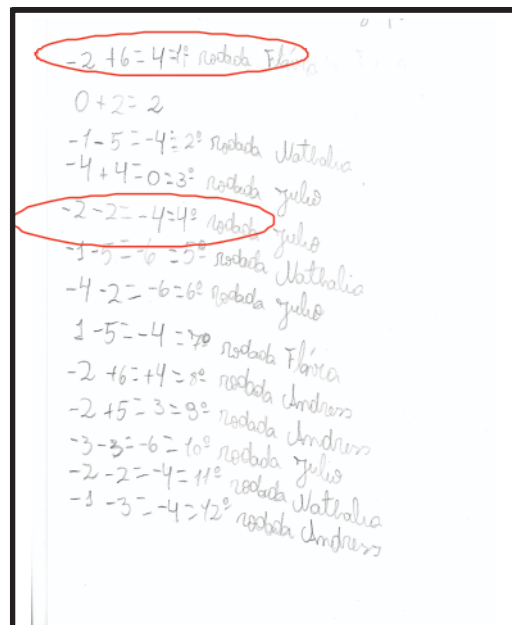 -2 +6 = 4 = 1º rodada Flávia
0 + 2 = 2
-1 -5 = -4 = 2º rodada Nathalia
-4 + 4 = 0 = 3º rodada Julio
-2 -2 = -4 = 4º rodada Julio
-1 -5 = -6 = 5º rodada Nathalia
-4 -2 = -6 = 6º rodada Julio
1 -5 = -4 = 7º rodada Flávia
-2 +6 = +4 = 8º rodada Andress
-2 +5 = 3 = 9º rodada Andress
-3 -3 = -6 = 10º rodada Julio
-2 -2 = -4 = 11º rodada Nathalia
-1 -3 = -4 = 12º rodada Andress